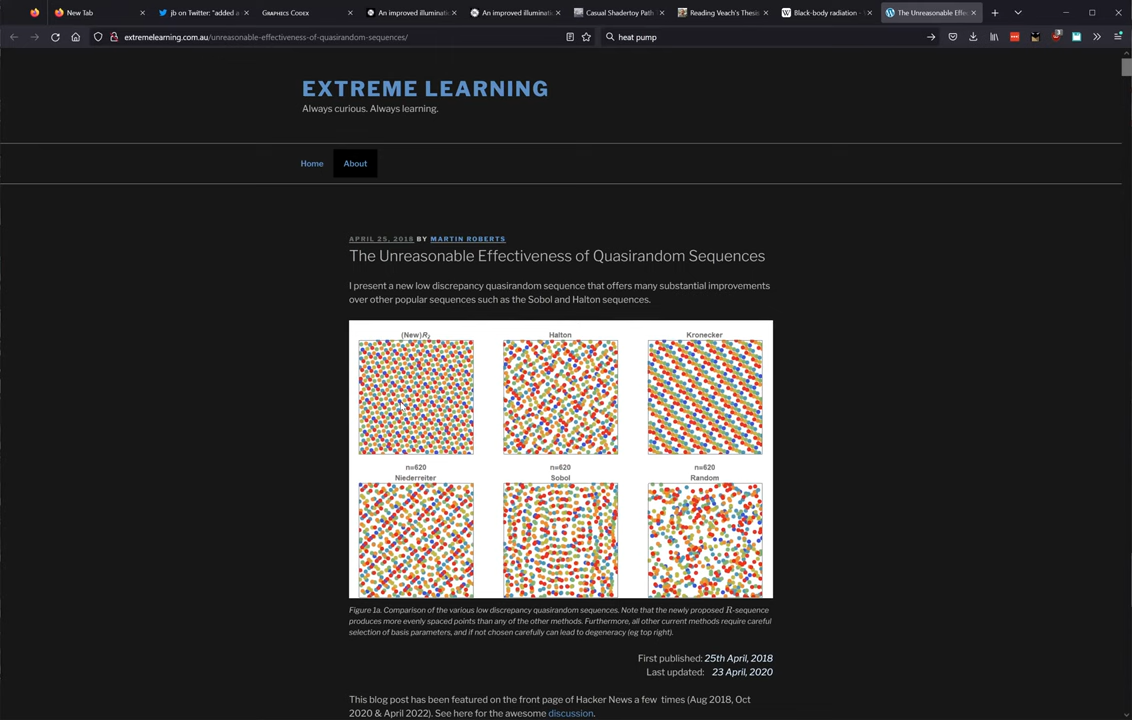 New Tab
jb on Twitter: "added a
GRAPHICS CODEX
An improved illuminati
An improved illuminati
Casual Shadertoy Path
Reading Veach's Thesis
Black-body radiation -
The Unreasonable Effe
extremelearning.com.au/unreasonable-effectiveness-of-quasirandom-sequences/
heat pump
3
EXTREME LEARNING
Always curious. Always learning.
Home
About
APRIL 25, 2018 BY MARTIN ROBERTS
The Unreasonable Effectiveness of Quasirandom Sequences
I present a new low discrepancy quasirandom sequence that offers many substantial improvements
over other popular sequences such as the Sobol and Halton sequences.
(New)R₂
Halton
Kronecker
n=620
n=620
n=620
Niederreiter
Sobol
Random
Figure 1a. Comparison of the various low discrepancy quasirandom sequences. Note that the newly proposed R-sequence
produces more evenly spaced points than any of the other methods. Furthermore, all other current methods require careful
selection of basis parameters, and if not chosen carefully can lead to degeneracy (eg top right).
First published: 25th April, 2018
Last updated: 23 April, 2020
This blog post has been featured on the front page of Hacker News a few times (Aug 2018, Oct
2020 & April 2022). See here for the awesome discussion.